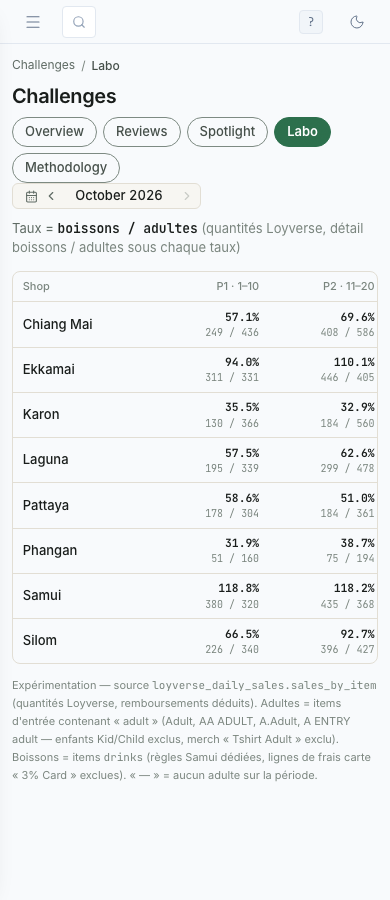 ?
Challenges / Labo
Challenges
Overview
Reviews
Spotlight
Labo
Methodology
October 2026
Taux = boissons / adultes (quantités Loyverse, détail
boissons / adultes sous chaque taux)
Shop P1 · 1–10 P2 · 11–20
Chiang Mai 57.1% 69.6%
249 / 436 408 / 586
Ekkamai 94.0% 110.1%
311 / 331 446 / 405
Karon 35.5% 32.9%
130 / 366 184 / 560
Laguna 57.5% 62.6%
195 / 339 299 / 478
Pattaya 58.6% 51.0%
178 / 304 184 / 361
Phangan 31.9% 38.7%
51 / 160 75 / 194
Samui 118.8% 118.2%
380 / 320 435 / 368
Silom 66.5% 92.7%
226 / 340 396 / 427
Expérimentation — source loyverse_daily_sales.sales_by_item
(quantités Loyverse, remboursements déduits). Adultes = items
d'entrée contenant « adult » (Adult, AA ADULT, A.Adult, A ENTRY
adult — enfants Kid/Child exclus, merch « Tshirt Adult » exclu).
Boissons = items drinks (règles Samui dédiées, lignes de frais carte
« 3% Card » exclues). « — » = aucun adulte sur la période.